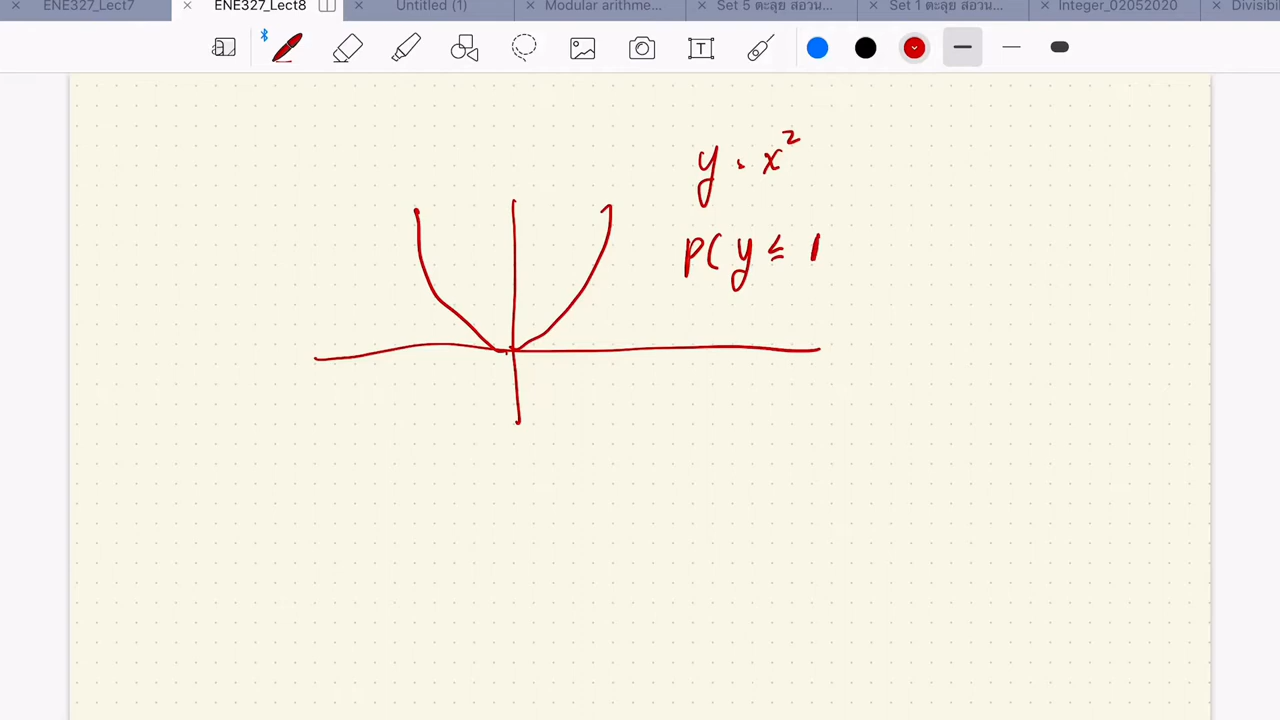 ENE327_Lect7
ENE327_Lect8
Untitled (1)
Modular arithme...
Set 5 ตะลุย สอวน...
Set 1 ตะลุย สอวน...
Integer_02052020
Divisibil
T
y = x²
P( y ≤ 1